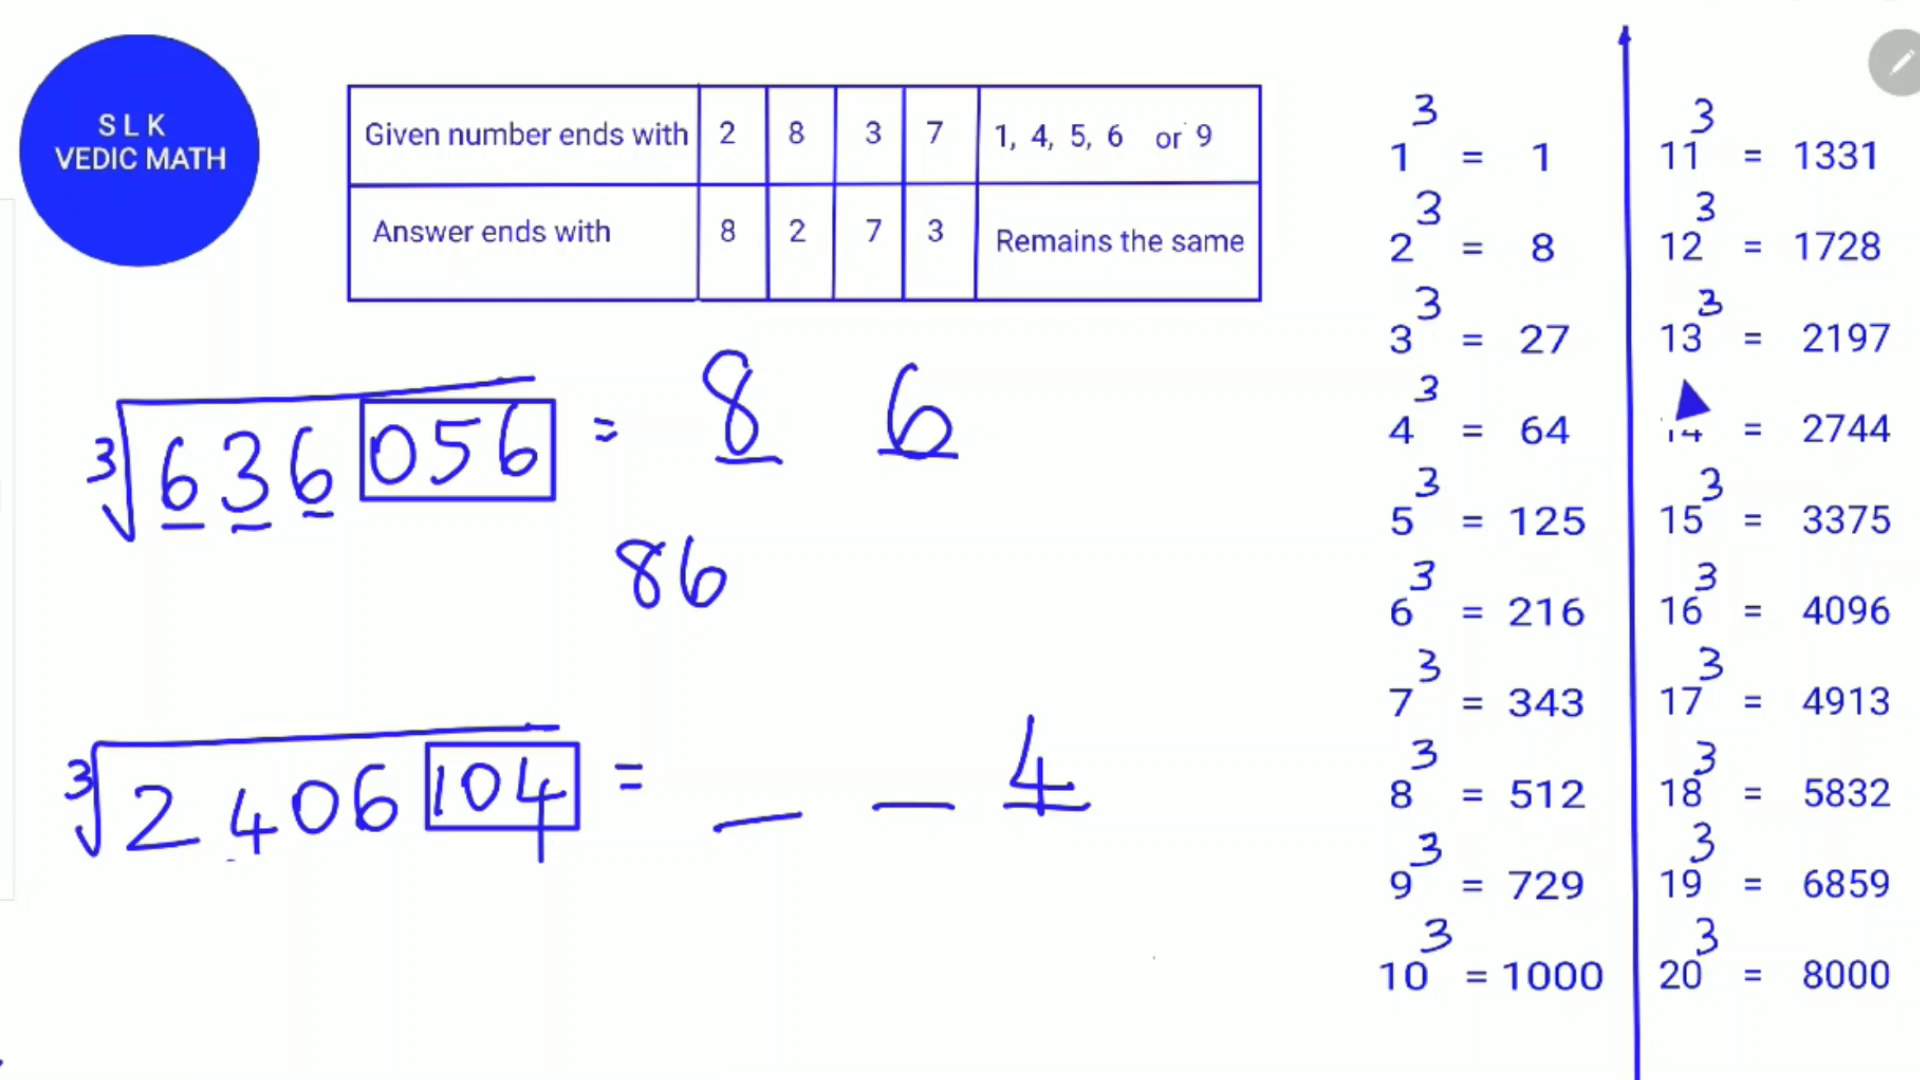 S L K
VEDIC MATH
Given number ends with 2 8 3 7 1, 4, 5, 6 or 9
Answer ends with 8 2 7 3 Remains the same
∛636056 = 8 6
86
∛2406104 = _ _ 4
1³ = 1
2³ = 8
3³ = 27
4³ = 64
5³ = 125
6³ = 216
7³ = 343
8³ = 512
9³ = 729
10³ = 1000
11³ = 1331
12³ = 1728
13³ = 2197
14 = 2744
15³ = 3375
16³ = 4096
17³ = 4913
18³ = 5832
19³ = 6859
20³ = 8000